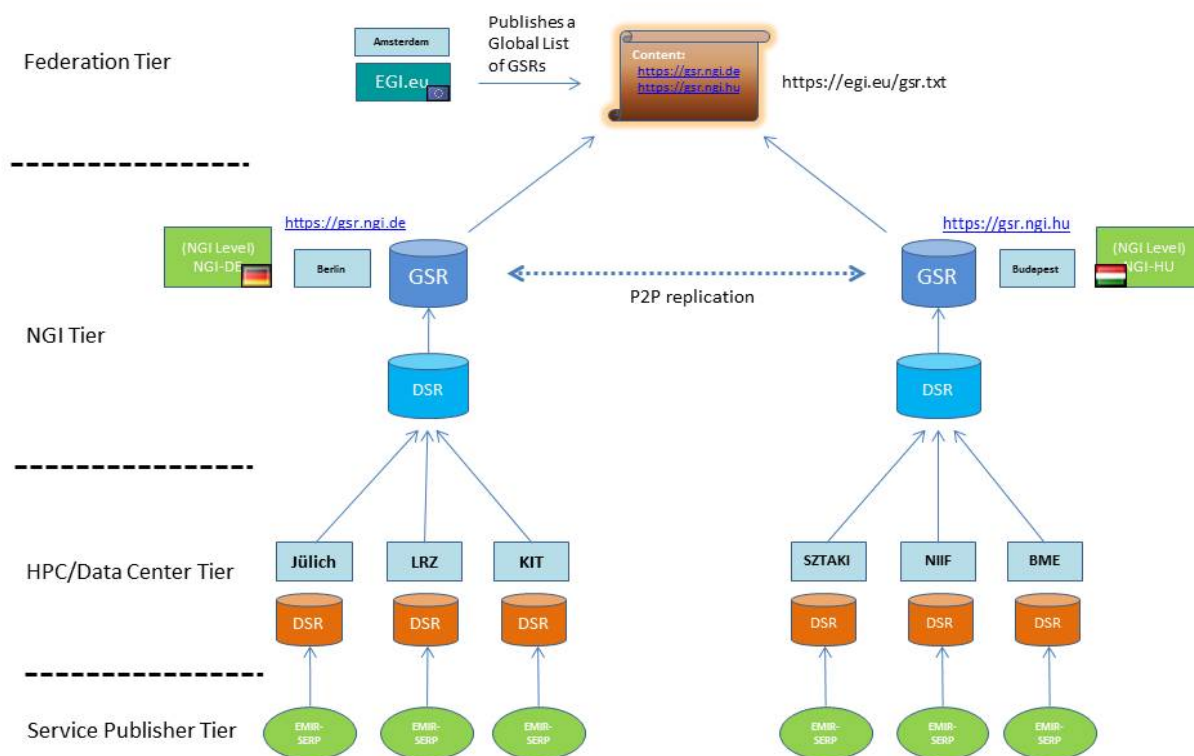 Federation Tier
Amsterdam
EGI.eu
Publishes a
Global List
of GSRs
Content:
https://gsr.ngi.de
https://gsr.ngi.hu
https://egi.eu/gsr.txt
NGI Tier
(NGI Level)
NGI-DE
https://gsr.ngi.de
Berlin
GSR
P2P replication
https://gsr.ngi.hu
GSR
Budapest
(NGI Level)
NGI-HU
DSR
DSR
HPC/Data Center Tier
Jülich
LRZ
KIT
SZTAKI
NIIF
BME
DSR
DSR
DSR
DSR
DSR
DSR
Service Publisher Tier
EMIR-
SERP
EMIR-
SERP
EMIR-
SERP
EMIR-
SERP
EMIR-
SERP
EMIR-
SERP